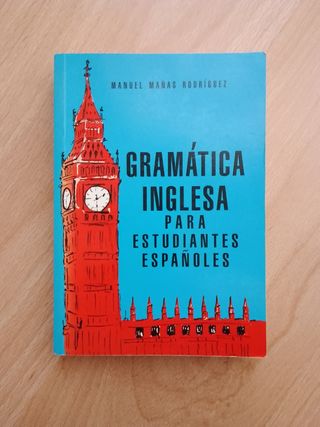 MANUEL MAÑAS RODRÍGUEZ
GRAMÁTICA
INGLESA
PARA
ESTUDIANTES
ESPAÑOLES